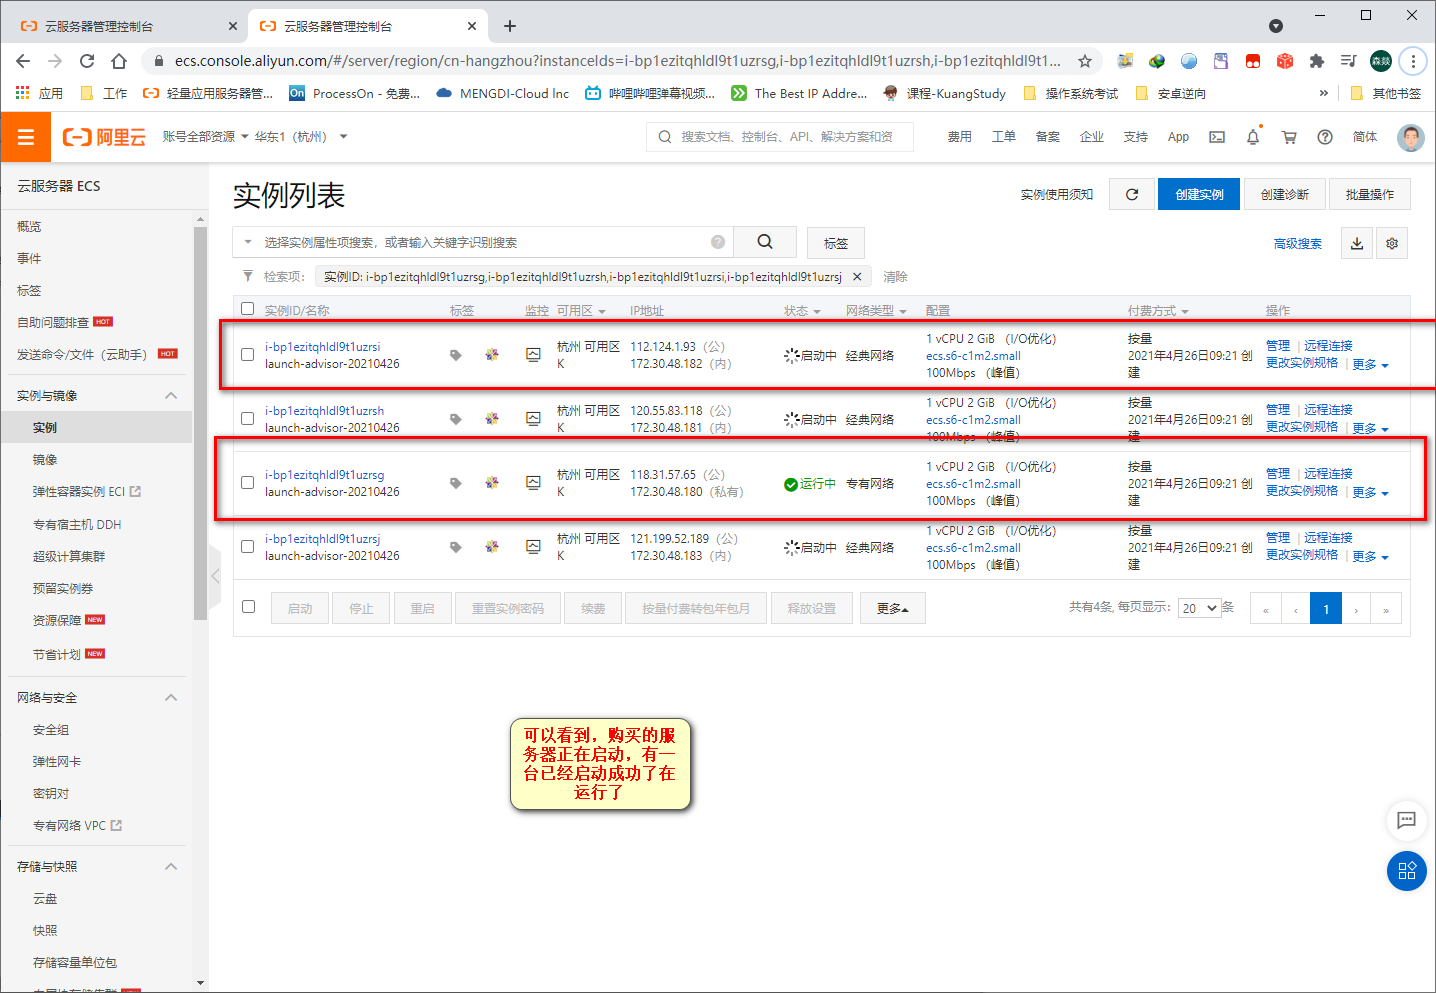 云服务器管理控制台
云服务器管理控制台
ecs.console.aliyun.com/#/server/region/cn-hangzhou?instanceIds=i-bp1ezitqhldl9t1uzrsg,i-bp1ezitqhldl9t1uzrsh,i-bp1ezitqhldl9t1...
森焱
应用 工作 轻量应用服务器管... On ProcessOn - 免费... MENGDI-Cloud lnc 哔哩哔哩弹幕视频... The Best IP Addre... 课程-KuangStudy 操作系统考试 安卓逆向 » 其他书签
阿里云 账号全部资源 华东1（杭州） 搜索文档、控制台、API、解决方案和资 费用 工单 备案 企业 支持 App 简体
云服务器 ECS
概览
事件
标签
自助问题排查 HOT
发送命令/文件（云助手） HOT
实例与镜像
实例
镜像
弹性容器实例 ECI
专有宿主机 DDH
超级计算集群
预留实例券
资源保障 NEW
节省计划 NEW
网络与安全
安全组
弹性网卡
密钥对
专有网络 VPC
存储与快照
云盘
快照
存储容量单位包
实例列表
实例使用须知 创建实例 创建诊断 批量操作
选择实例属性项搜索，或者输入关键字识别搜索 标签 高级搜索
检索项： 实例ID: i-bp1ezitqhldl9t1uzrsg,i-bp1ezitqhldl9t1uzrsh,i-bp1ezitqhldl9t1uzrsi,i-bp1ezitqhldl9t1uzrsj 清除
实例ID/名称 标签 监控 可用区 IP地址 状态 网络类型 配置 付费方式 操作
i-bp1ezitqhldl9t1uzrsi
launch-advisor-20210426
杭州 可用区
K
112.124.1.93（公）
172.30.48.182（内）
启动中 经典网络
1 vCPU 2 GiB （I/O优化）
ecs.s6-c1m2.small
100Mbps （峰值）
按量
2021年4月26日09:21 创
建
管理 | 远程连接
更改实例规格 | 更多
i-bp1ezitqhldl9t1uzrsh
launch-advisor-20210426
杭州 可用区
K
120.55.83.118（公）
172.30.48.181（内）
启动中 经典网络
1 vCPU 2 GiB （I/O优化）
ecs.s6-c1m2.small
100Mbps （峰值）
按量
2021年4月26日09:21 创
建
管理 | 远程连接
更改实例规格 | 更多
i-bp1ezitqhldl9t1uzrsg
launch-advisor-20210426
杭州 可用区
K
118.31.57.65（公）
172.30.48.180（私有）
运行中 专有网络
1 vCPU 2 GiB （I/O优化）
ecs.s6-c1m2.small
100Mbps （峰值）
按量
2021年4月26日09:21 创
建
管理 | 远程连接
更改实例规格 | 更多
i-bp1ezitqhldl9t1uzrsj
launch-advisor-20210426
杭州 可用区
K
121.199.52.189（公）
172.30.48.183（内）
启动中 经典网络
1 vCPU 2 GiB （I/O优化）
ecs.s6-c1m2.small
100Mbps （峰值）
按量
2021年4月26日09:21 创
建
管理 | 远程连接
更改实例规格 | 更多
启动 停止 重启 重置实例密码 续费 按量付费转包年包月 释放设置 更多 共有4条, 每页显示： 20 条 « ‹ 1 › »
可以看到，购买的服
务器正在启动，有一
台已经启动成功了在
运行了